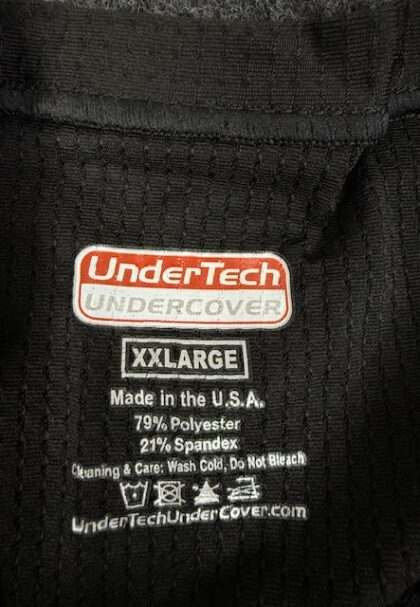 UnderTech
UNDERCOVER
XXLARGE
Made in the U.S.A.
79% Polyester
21% Spandex
Cleaning & Care: Wash Cold, Do Not Bleach
UnderTechUnderCover.com